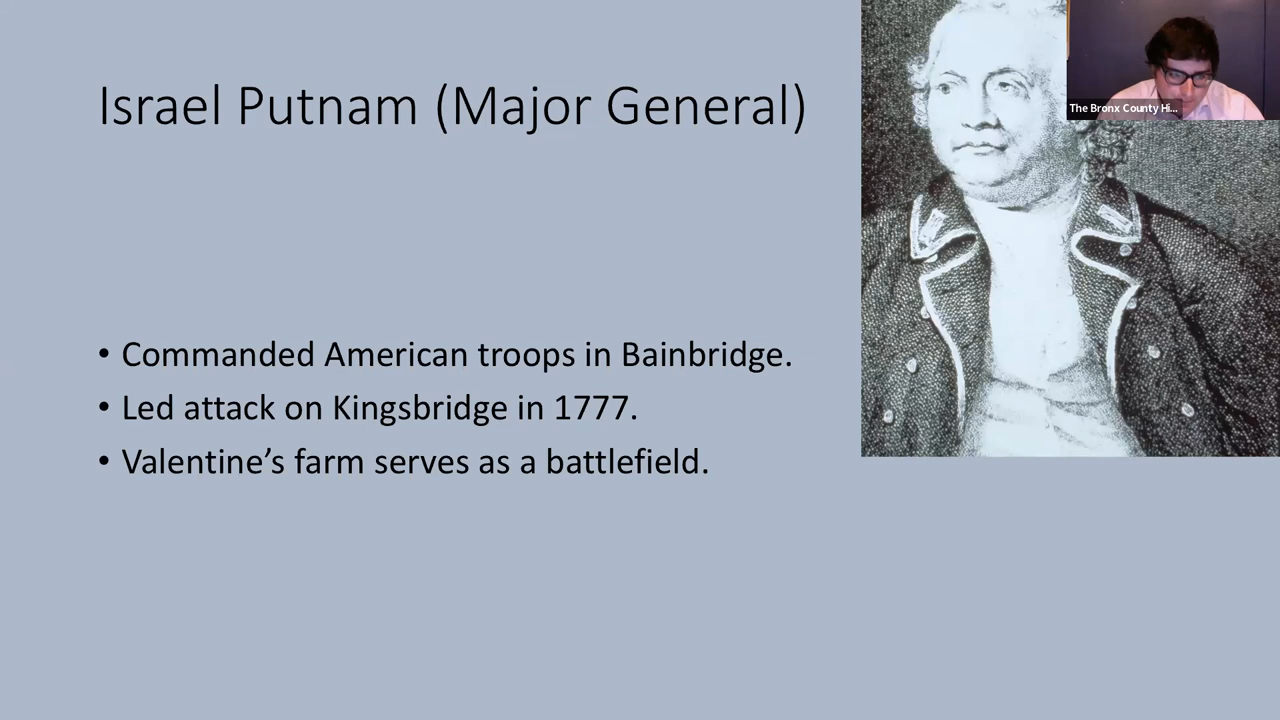 Israel Putnam (Major General)
The Bronx County Hi...
• Commanded American troops in Bainbridge.
• Led attack on Kingsbridge in 1777.
• Valentine’s farm serves as a battlefield.